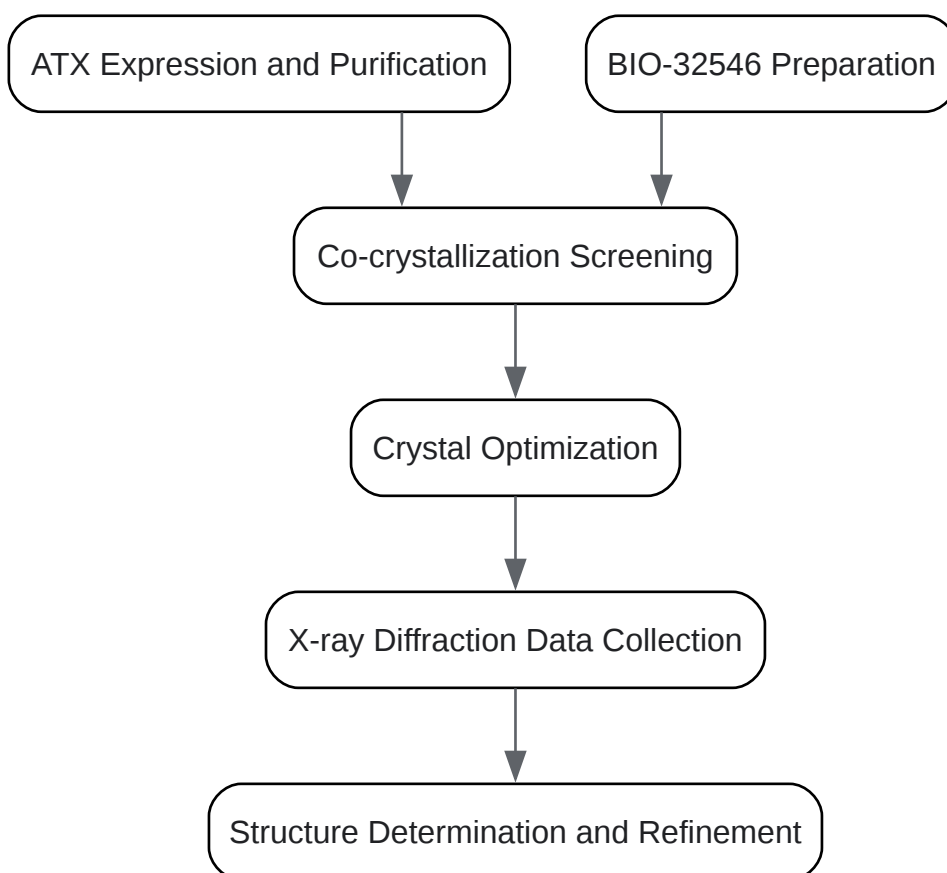 ATX Expression and Purification
BIO-32546 Preparation
Co-crystallization Screening
Crystal Optimization
X-ray Diffraction Data Collection
Structure Determination and Refinement